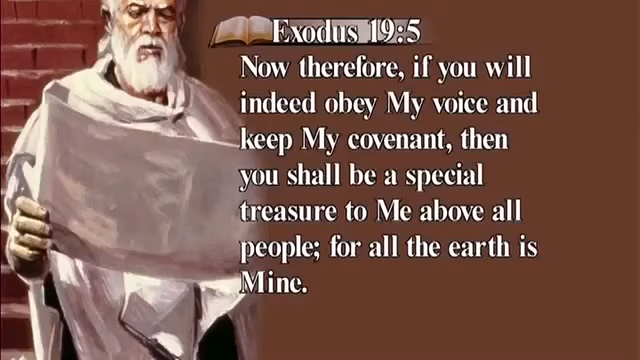 Exodus 19:5
Now therefore, if you will
indeed obey My voice and
keep My covenant, then
you shall be a special
treasure to Me above all
people; for all the earth is
Mine.